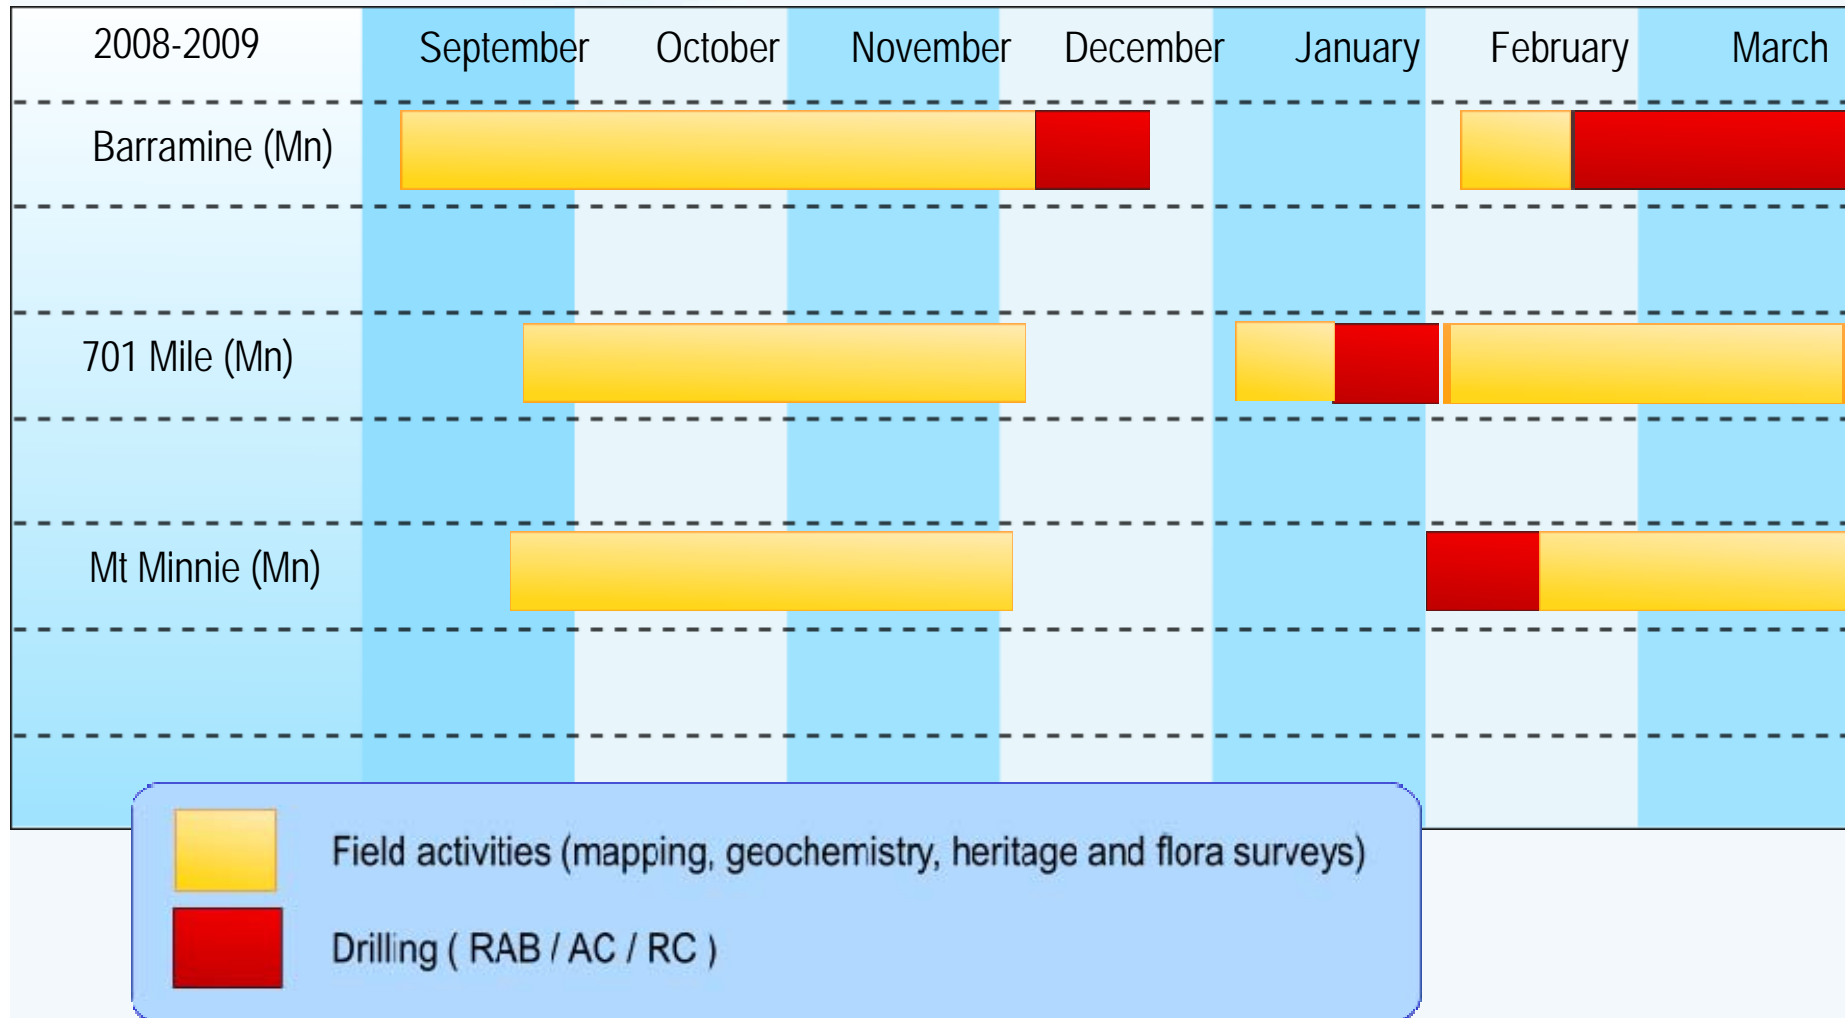 2008-2009 September October November December January February March
Barramine (Mn)
701 Mile (Mn)
Mt Minnie (Mn)
Field activities (mapping, geochemistry, heritage and flora surveys)
Drilling ( RAB / AC / RC )